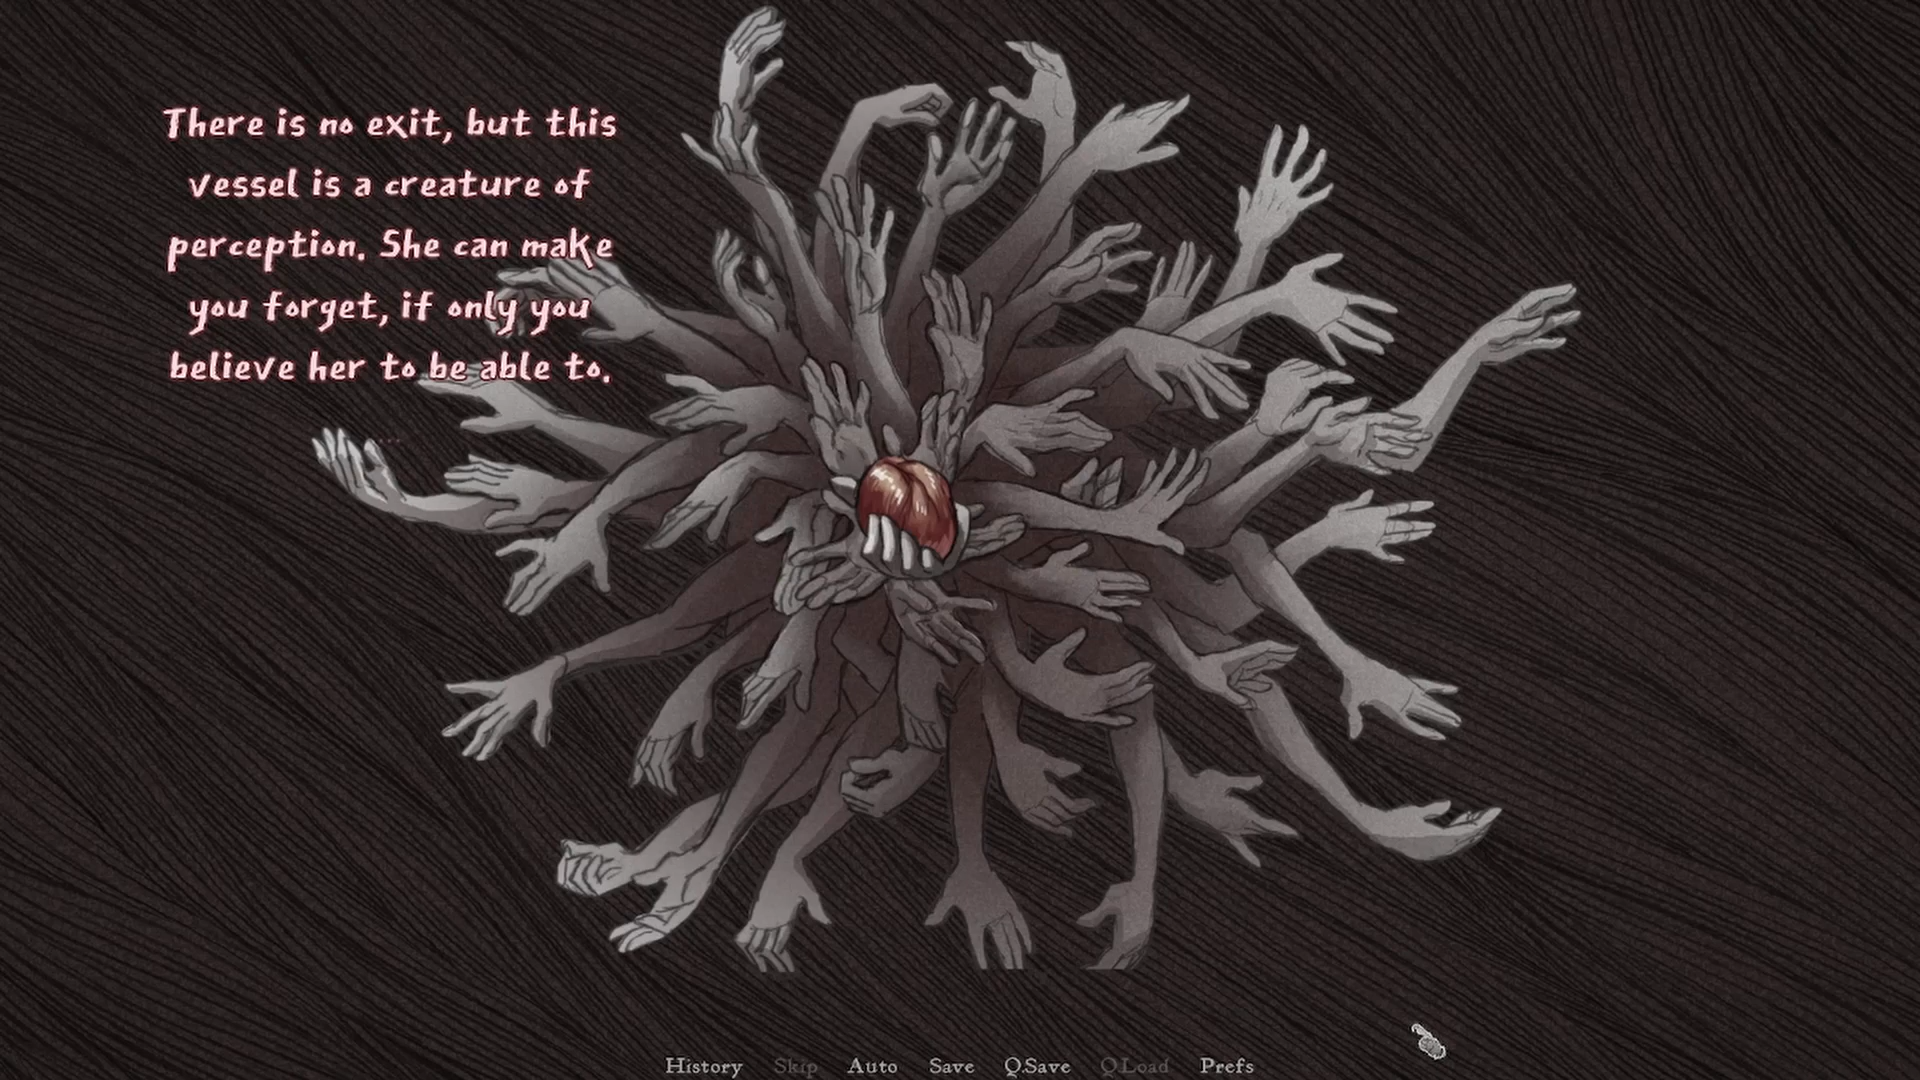 There is no exit, but this
vessel is a creature of
perception. She can make
you forget, if only you
believe her to be able to.
History Skip Auto Save Q.Save Q.Load Prefs